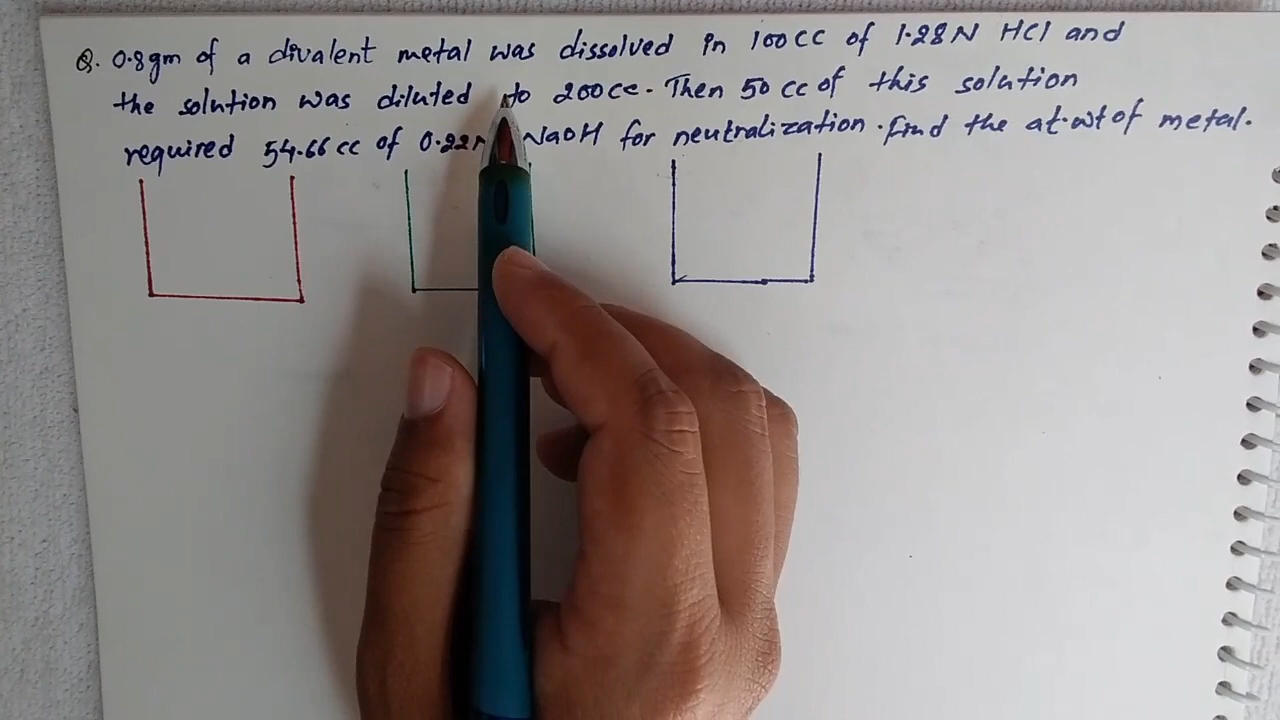 Q. 0.8gm of a divalent metal was dissolved in 100CC of 1.28N HCl and
the solution was diluted to 200cc. Then 50 cc of this solution
required 54.66cc of NaOH for neutralization. find the at.wt of metal.